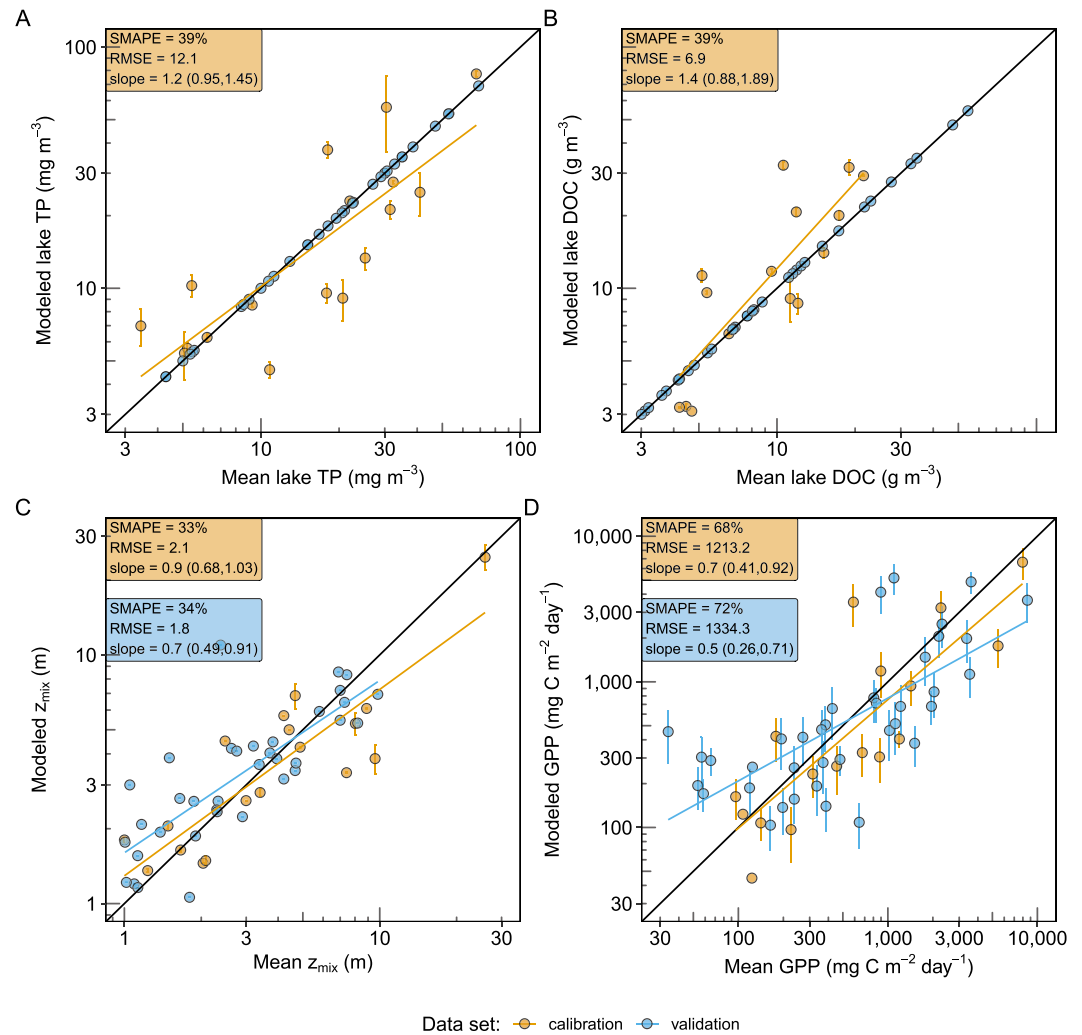 A
SMAPE = 39%
RMSE = 12.1
slope = 1.2 (0.95,1.45)
100
30
10
3
Modeled lake TP (mg m⁻³)
3
10
30
100
Mean lake TP (mg m⁻³)
B
SMAPE = 39%
RMSE = 6.9
slope = 1.4 (0.88,1.89)
30
10
3
Modeled lake DOC (g m⁻³)
3
10
30
Mean lake DOC (g m⁻³)
C
SMAPE = 33%
RMSE = 2.1
slope = 0.9 (0.68,1.03)
SMAPE = 34%
RMSE = 1.8
slope = 0.7 (0.49,0.91)
30
10
3
1
Modeled zmix (m)
1
3
10
30
Mean zmix (m)
D
SMAPE = 68%
RMSE = 1213.2
slope = 0.7 (0.41,0.92)
SMAPE = 72%
RMSE = 1334.3
slope = 0.5 (0.26,0.71)
10,000
3,000
1,000
300
100
30
Modeled GPP (mg C m⁻² day⁻¹)
30
100
300
1,000
3,000
10,000
Mean GPP (mg C m⁻² day⁻¹)
Data set: calibration validation